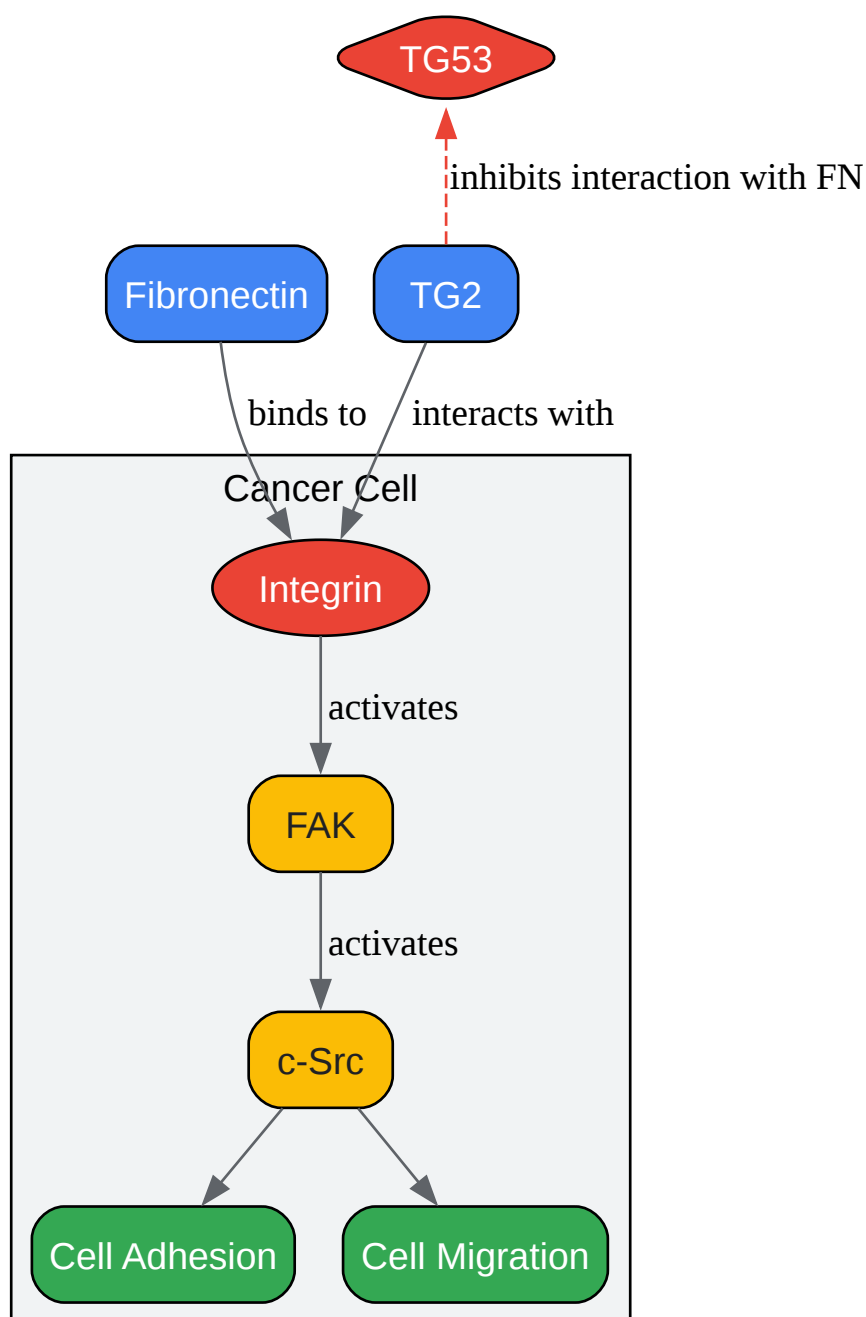 TG53
inhibits interaction with FN
Fibronectin
TG2
binds to
interacts with
Cancer Cell
Integrin
activates
FAK
activates
c-Src
Cell Adhesion
Cell Migration